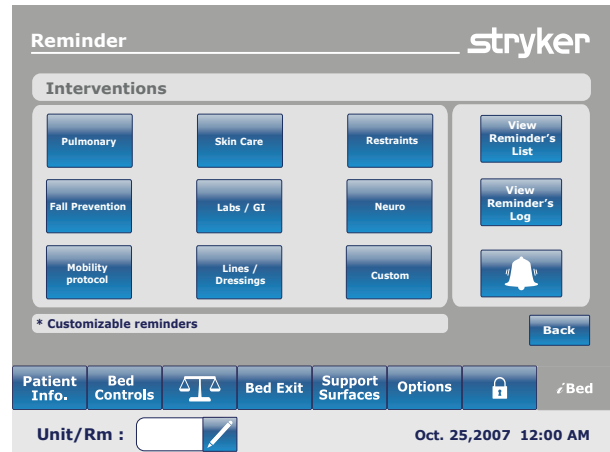 Reminder
stryker
Interventions
Pulmonary
Skin Care
Restraints
View
Reminder's
List
Fall Prevention
Labs / GI
Neuro
View
Reminder's
Log
Mobility
protocol
Lines /
Dressings
Custom
* Customizable reminders
Back
Patient
Info.
Bed
Controls
Bed Exit
Support
Surfaces
Options
iBed
Unit/Rm :
Oct. 25,2007 12:00 AM